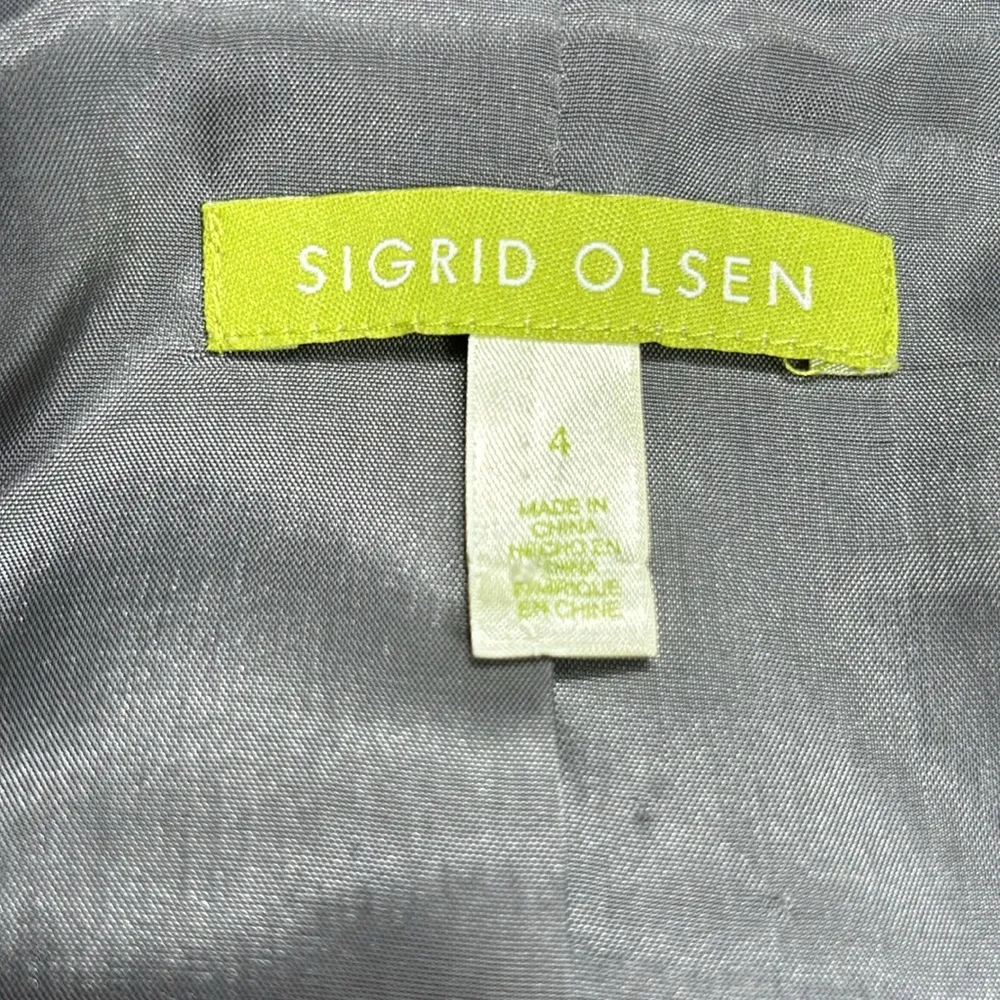 SIGRID OLSEN
4
MADE IN
CHINA
HECHO EN
CHINA
FABRIQUE
EN CHINE